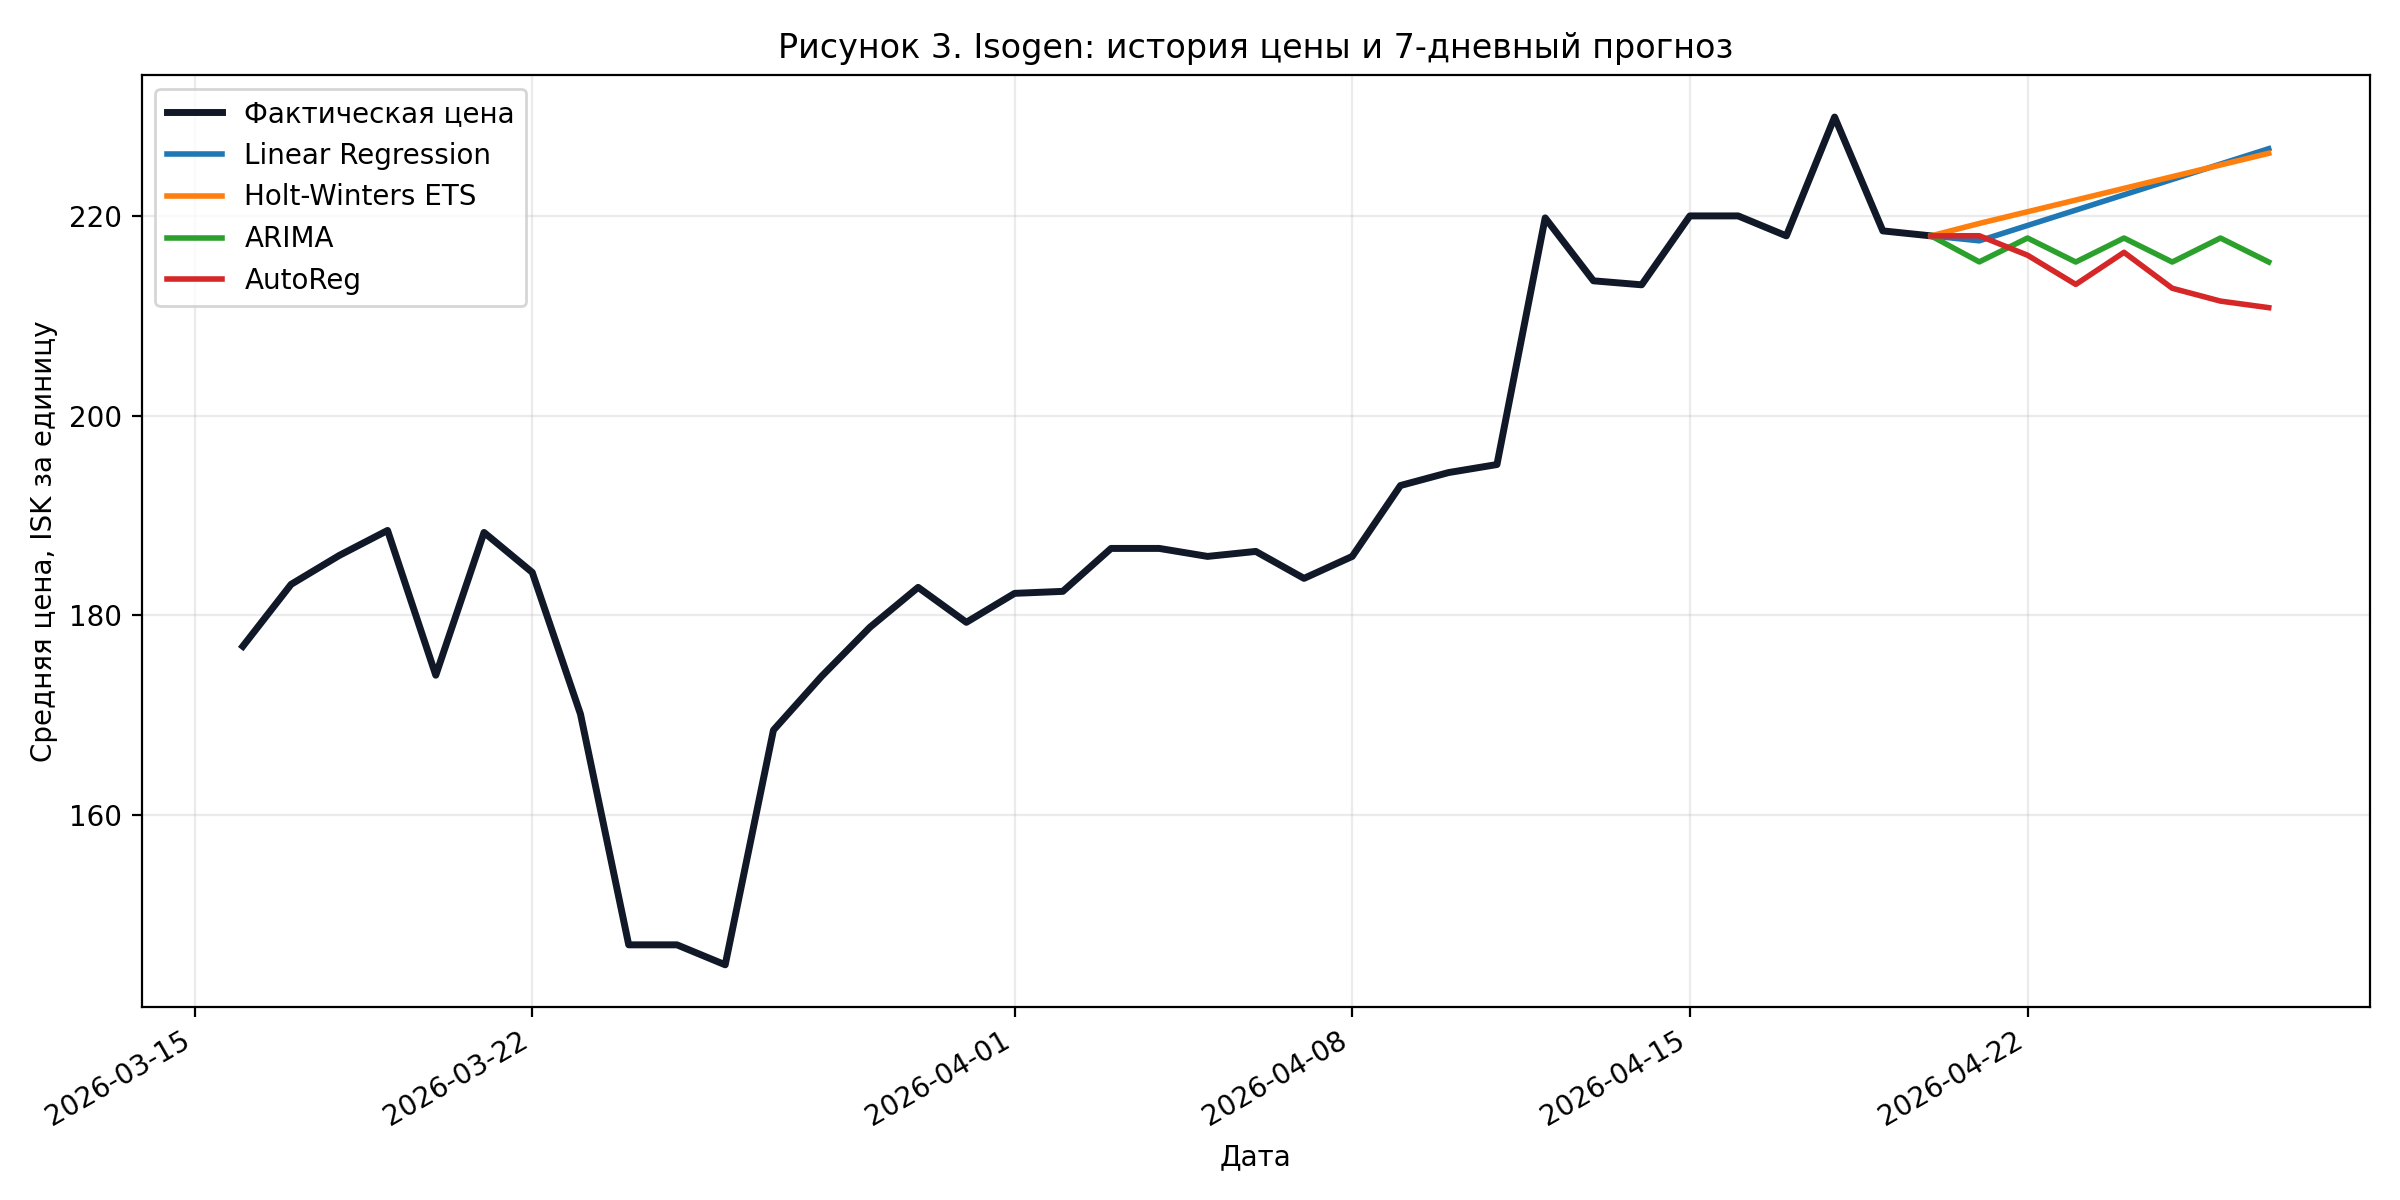 Рисунок 3. Isogen: история цены и 7-дневный прогноз
Фактическая цена
Linear Regression
Holt-Winters ETS
ARIMA
AutoReg
Средняя цена, ISK за единицу
220
200
180
160
2026-03-15
2026-03-22
2026-04-01
2026-04-08
2026-04-15
2026-04-22
Дата